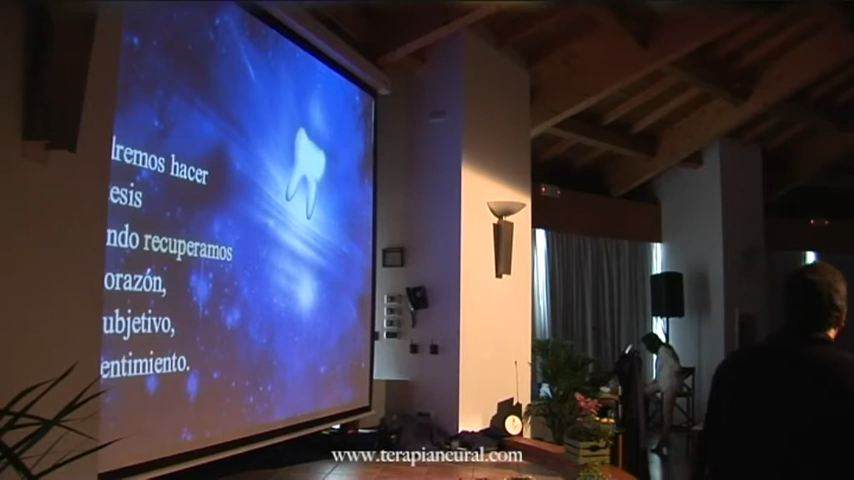 dremos hacer
esis
ndo recuperamos
orazón,
ubjetivo,
entimiento.
www.terapianeural.com